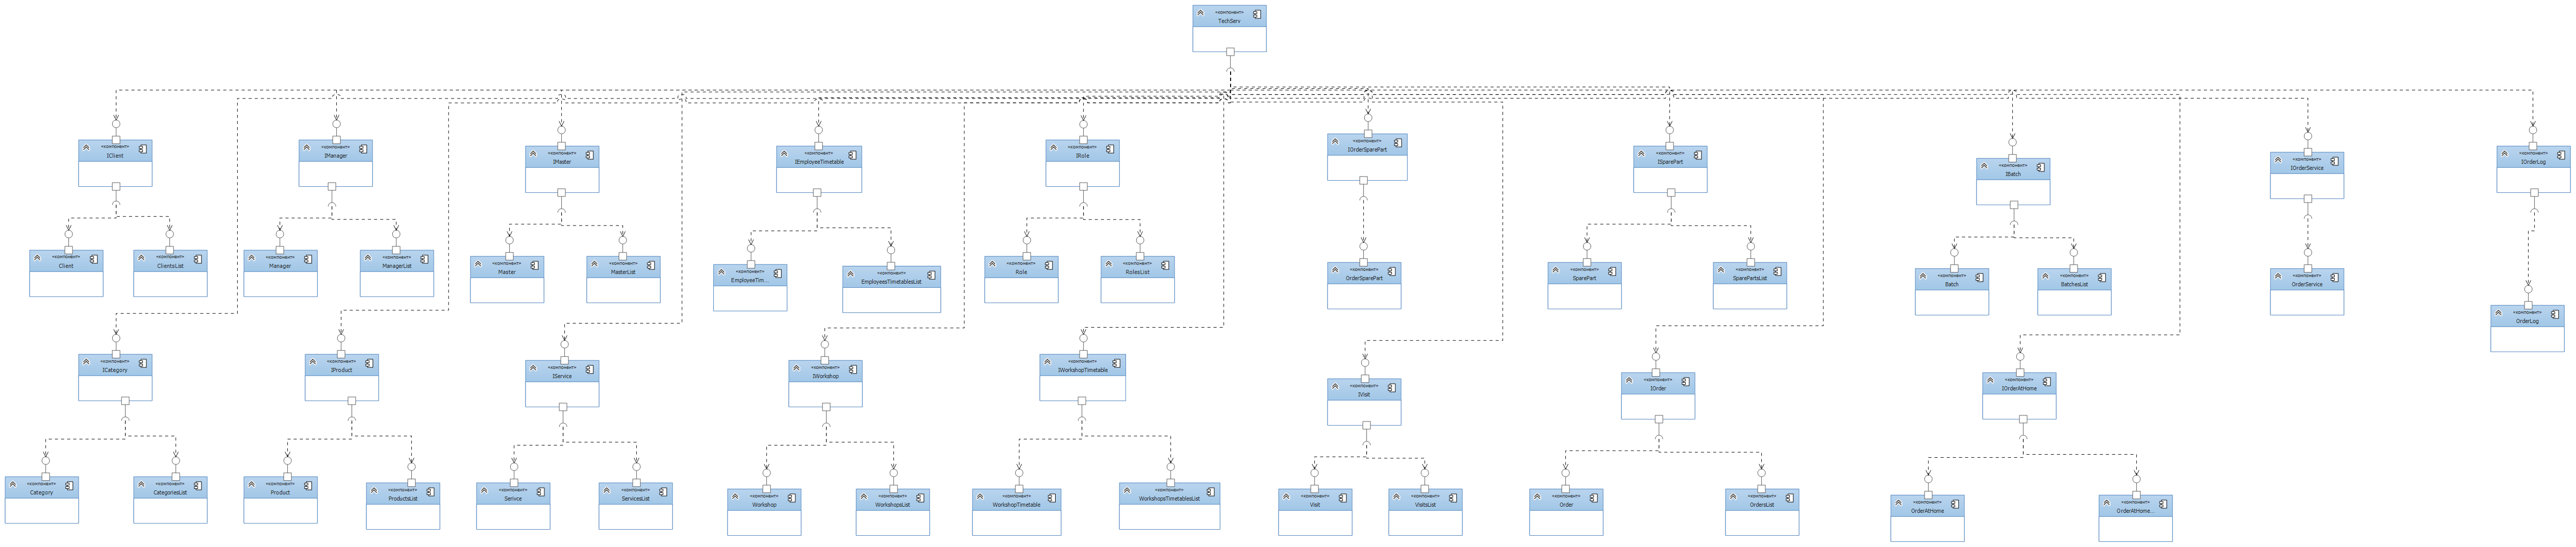 «компонент»
TechServ
«компонент»
IClient
«компонент»
IManager
«компонент»
IMaster
«компонент»
IEmployeeTimetable
«компонент»
IRole
«компонент»
IOrderSparePart
«компонент»
ISparePart
«компонент»
IBatch
«компонент»
IOrderService
«компонент»
IOrderLog
«компонент»
Client
«компонент»
ClientsList
«компонент»
Manager
«компонент»
ManagerList
«компонент»
Master
«компонент»
MasterList
«компонент»
EmployeeTim...
«компонент»
EmployeesTimetablesList
«компонент»
Role
«компонент»
RolesList
«компонент»
OrderSparePart
«компонент»
SparePart
«компонент»
SparePartsList
«компонент»
Batch
«компонент»
BatchesList
«компонент»
OrderService
«компонент»
OrderLog
«компонент»
ICategory
«компонент»
IProduct
«компонент»
IService
«компонент»
IWorkshop
«компонент»
IWorkshopTimetable
«компонент»
IVisit
«компонент»
IOrder
«компонент»
IOrderAtHome
«компонент»
Category
«компонент»
CategoriesList
«компонент»
Product
«компонент»
ProductsList
«компонент»
Serivce
«компонент»
ServicesList
«компонент»
Workshop
«компонент»
WorkshopsList
«компонент»
WorkshopTimetable
«компонент»
WorkshopsTimetablesList
«компонент»
Visit
«компонент»
VisitsList
«компонент»
Order
«компонент»
OrdersList
«компонент»
OrderAtHome
«компонент»
OrderAtHome...